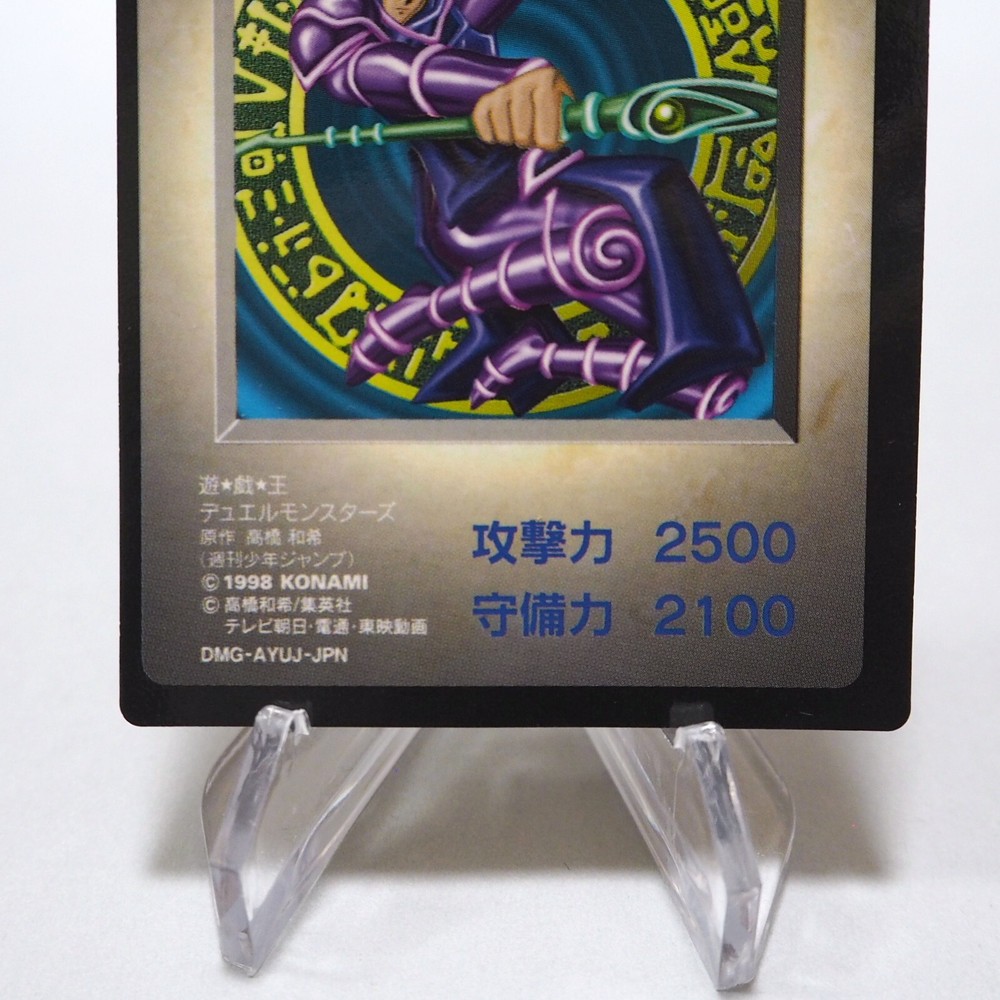 遊★戯★王
デュエルモンスターズ
原作 高橋 和希
(週刊少年ジャンプ)
© 1998 KONAMI
© 高橋和希/集英社
テレビ朝日・電通・東映動画
DMG-AYUJ-JPN
攻撃力 2500
守備力 2100